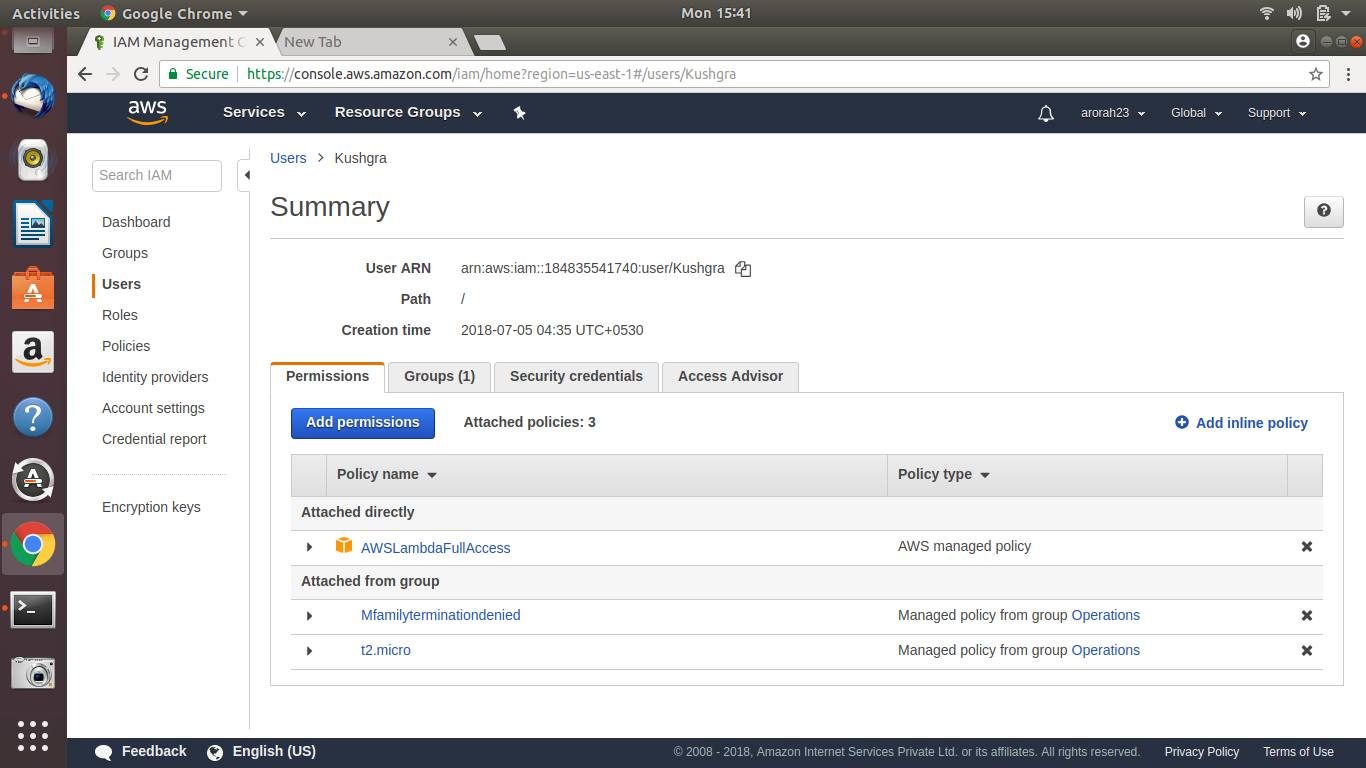 Activities Google Chrome Mon 15:41
IAM Management C New Tab
Secure https://console.aws.amazon.com/iam/home?region=us-east-1#/users/Kushgra
aws Services Resource Groups arorah23 Global Support
Search IAM
Dashboard
Groups
Users
Roles
Policies
Identity providers
Account settings
Credential report
Encryption keys
Users > Kushgra
Summary
User ARN arn:aws:iam::184835541740:user/Kushgra
Path /
Creation time 2018-07-05 04:35 UTC+0530
Permissions Groups (1) Security credentials Access Advisor
Add permissions Attached policies: 3 Add inline policy
Policy name Policy type
Attached directly
AWSLambdaFullAccess AWS managed policy
Attached from group
Mfamilyterminationdenied Managed policy from group Operations
t2.micro Managed policy from group Operations
Feedback English (US) © 2008 - 2018, Amazon Internet Services Private Ltd. or its affiliates. All rights reserved. Privacy Policy Terms of Use